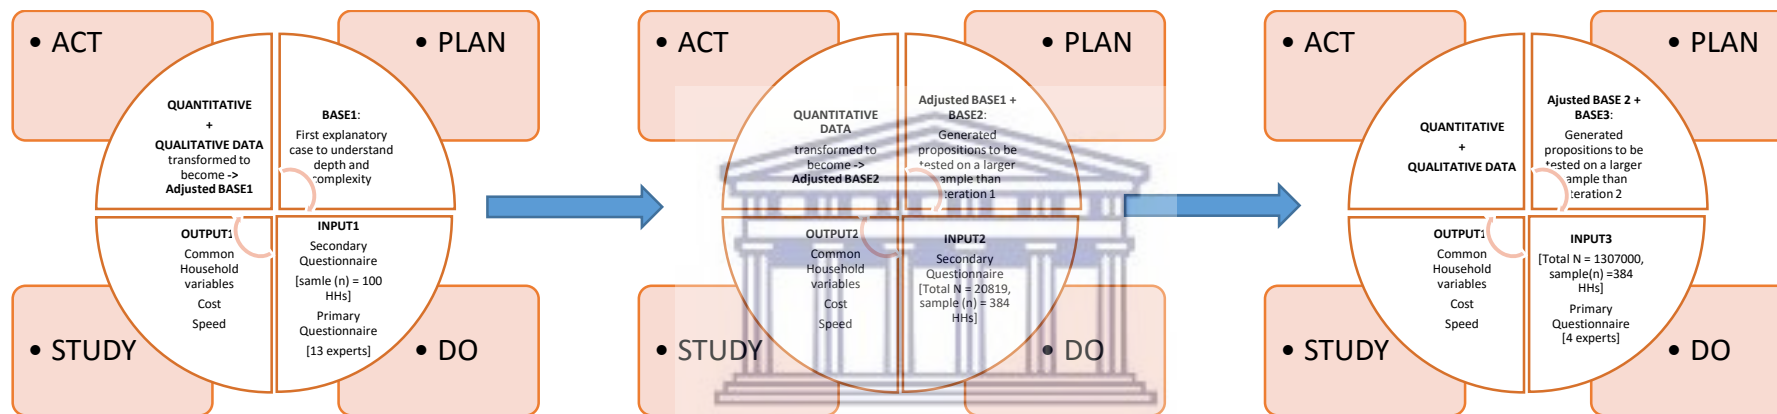 • ACT
• PLAN
QUANTITATIVE
+
QUALITATIVE DATA
transformed to
become ->
Adjusted BASE1
BASE1:
First explanatory
case to understand
depth and
complexity
OUTPUT1
Common
Household
variables
Cost
Speed
INPUT1
Secondary
Questionnaire
[samle (n) = 100
HHs]
Primary
Questionnaire
[13 experts]
• STUDY
• DO
• ACT
• PLAN
QUANTITATIVE
DATA
transformed to
become ->
Adjusted BASE2
Adjusted BASE1 +
BASE2:
Generated
propositions to be
tested on a larger
sample than
iteration 1
OUTPUT2
Common
Household
variables
Cost
Speed
INPUT2
Secondary
Questionnaire
[Total N = 20819,
sample (n) = 384
HHs]
• STUDY
• DO
• ACT
• PLAN
QUANTITATIVE
+
QUALITATIVE DATA
Ajusted BASE 2 +
BASE3:
Generated
propositions to be
tested on a larger
sample than
iteration 2
OUTPUT1
Common
Household
variables
Cost
Speed
INPUT3
[Total N = 1307000,
sample(n) =384
HHs]
Primary
Questionnaire
[4 experts]
• STUDY
• DO